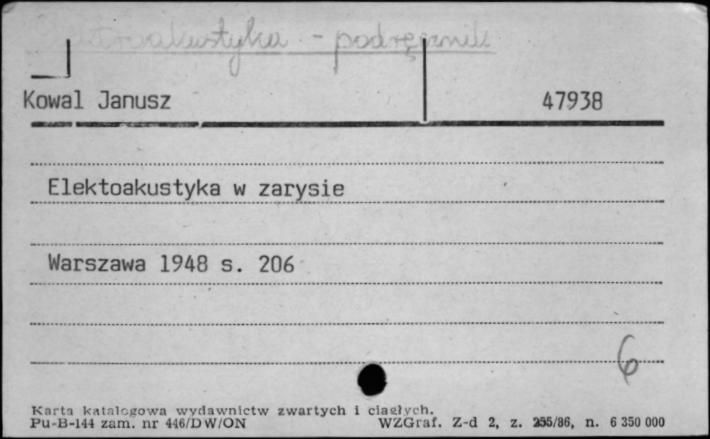 Elektroakustyka - podręcznik
Kowal Janusz 47938
Elektoakustyka w zarysie
Warszawa 1948 s. 206
6
Karta katalogowa wydawnictw zwartych i ciągłych.
Pu-B-144 zam. nr 446/DW/ON WZGraf. Z-d 2, z. 255/86, n. 6 350 000